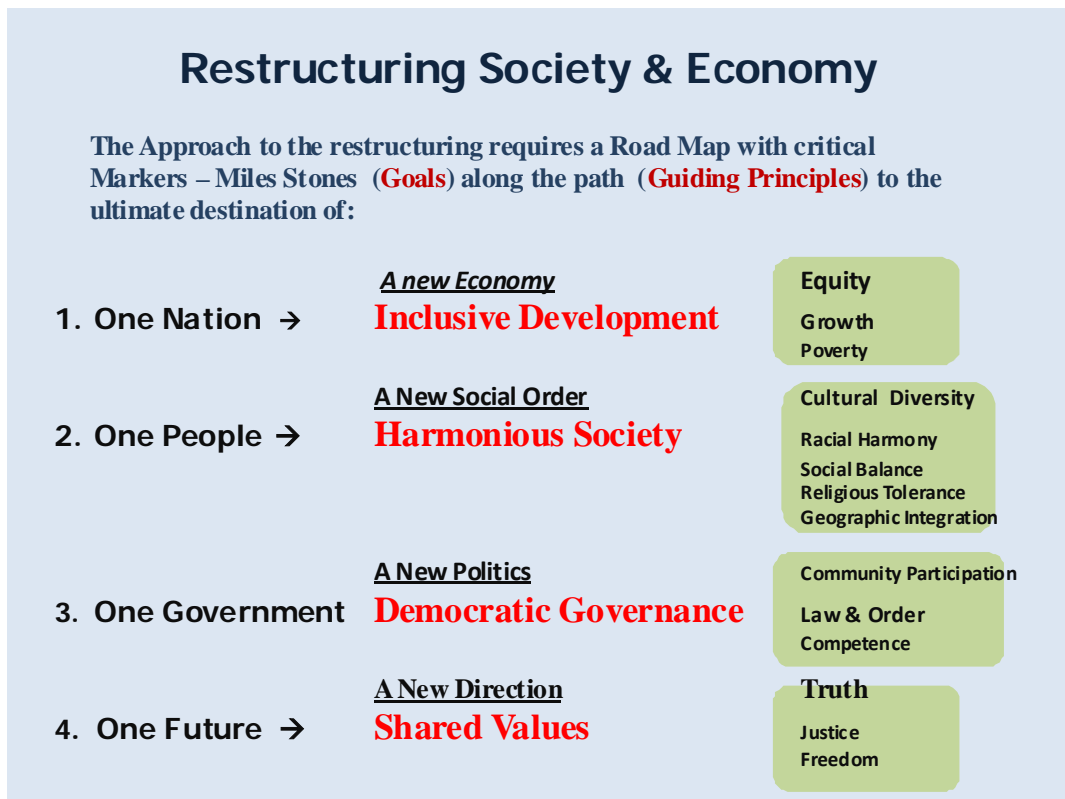 Restructuring Society & Economy
The Approach to the restructuring requires a Road Map with critical
Markers – Miles Stones (Goals) along the path (Guiding Principles) to the
ultimate destination of:
A new Economy
1. One Nation → Inclusive Development
Equity
Growth
Poverty
A New Social Order
2. One People → Harmonious Society
Cultural Diversity
Racial Harmony
Social Balance
Religious Tolerance
Geographic Integration
A New Politics
3. One Government Democratic Governance
Community Participation
Law & Order
Competence
A New Direction
4. One Future → Shared Values
Truth
Justice
Freedom